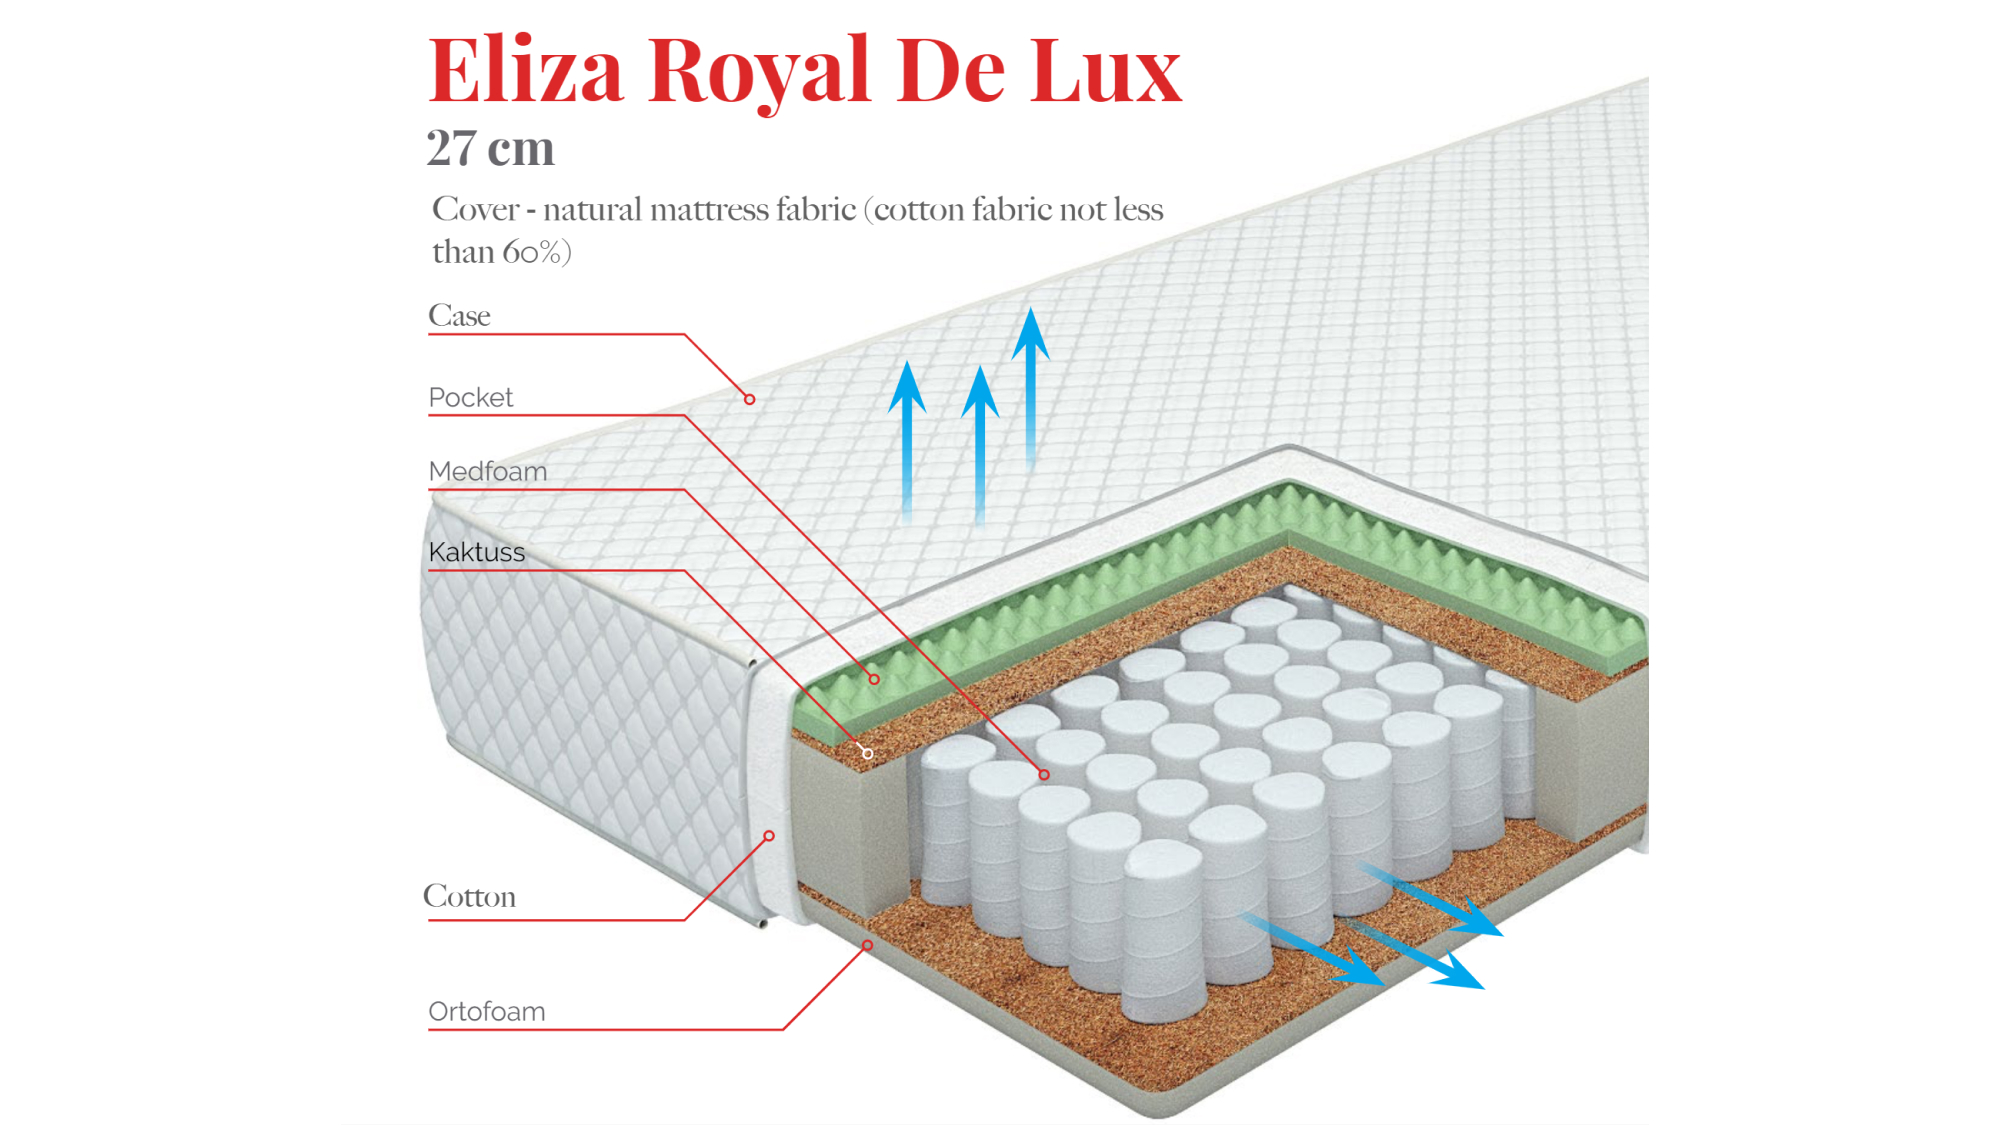 Eliza Royal De Lux
27 cm
Cover - natural mattress fabric (cotton fabric not less
than 60%)
Case
Pocket
Medfoam
Kaktuss
Cotton
Ortofoam